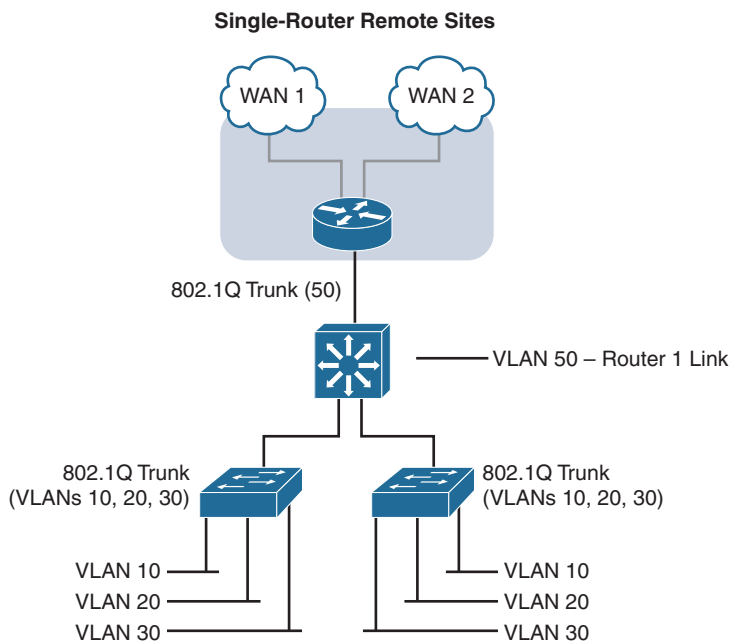 Single-Router Remote Sites
WAN 1
WAN 2
802.1Q Trunk (50)
VLAN 50 – Router 1 Link
802.1Q Trunk
(VLANs 10, 20, 30)
802.1Q Trunk
(VLANs 10, 20, 30)
VLAN 10
VLAN 20
VLAN 30
VLAN 10
VLAN 20
VLAN 30